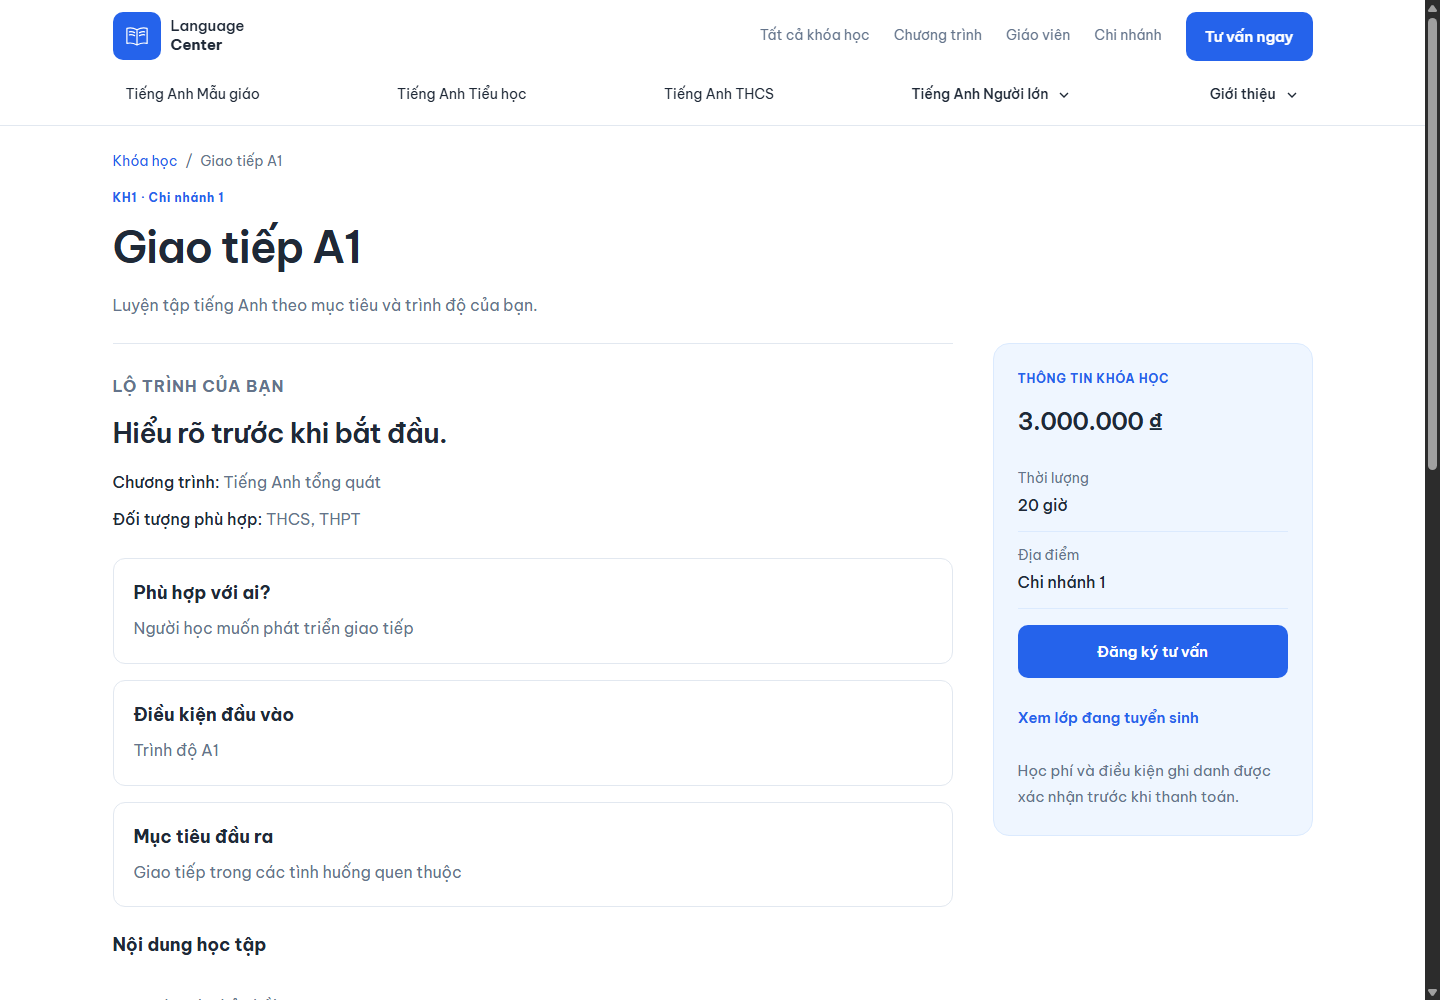 Language
Center
Tất cả khóa học
Chương trình
Giáo viên
Chi nhánh
Tư vấn ngay
Tiếng Anh Mẫu giáo
Tiếng Anh Tiểu học
Tiếng Anh THCS
Tiếng Anh Người lớn
Giới thiệu
Khóa học / Giao tiếp A1
KH1 · Chi nhánh 1
Giao tiếp A1
Luyện tập tiếng Anh theo mục tiêu và trình độ của bạn.
LỘ TRÌNH CỦA BẠN
Hiểu rõ trước khi bắt đầu.
Chương trình: Tiếng Anh tổng quát
Đối tượng phù hợp: THCS, THPT
Phù hợp với ai?
Người học muốn phát triển giao tiếp
Điều kiện đầu vào
Trình độ A1
Mục tiêu đầu ra
Giao tiếp trong các tình huống quen thuộc
Nội dung học tập
THÔNG TIN KHÓA HỌC
3.000.000 ₫
Thời lượng
20 giờ
Địa điểm
Chi nhánh 1
Đăng ký tư vấn
Xem lớp đang tuyển sinh
Học phí và điều kiện ghi danh được
xác nhận trước khi thanh toán.